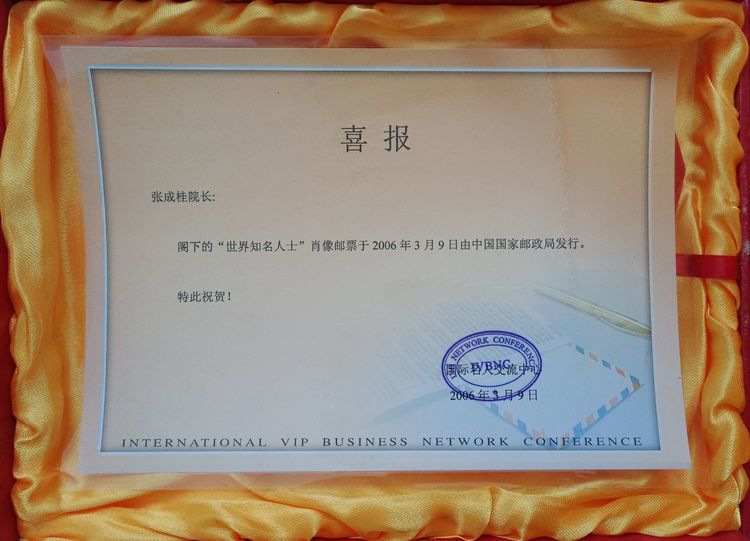 喜报
张成桂院长:
阁下的“世界知名人士”肖像邮票于2006年3月9日由中国国家邮政局发行。
特此祝贺！
NETWORK CONFERENCE
IVBNC
国际名人交流中心
2006年3月9日
INTERNATIONAL VIP BUSINESS NETWORK CONFERENCE